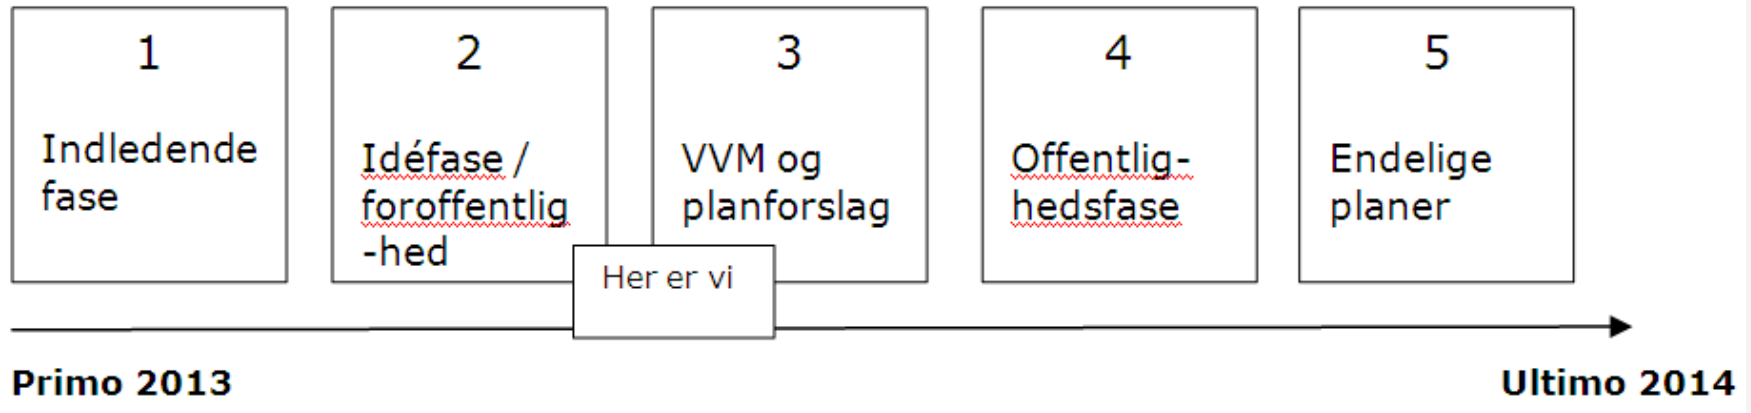 1
Indledende
fase
2
Idéfase /
foroffentlig
-hed
3
VVM og
planforslag
4
Offentlig-
hedsfase
5
Endelige
planer
Her er vi
Primo 2013
Ultimo 2014